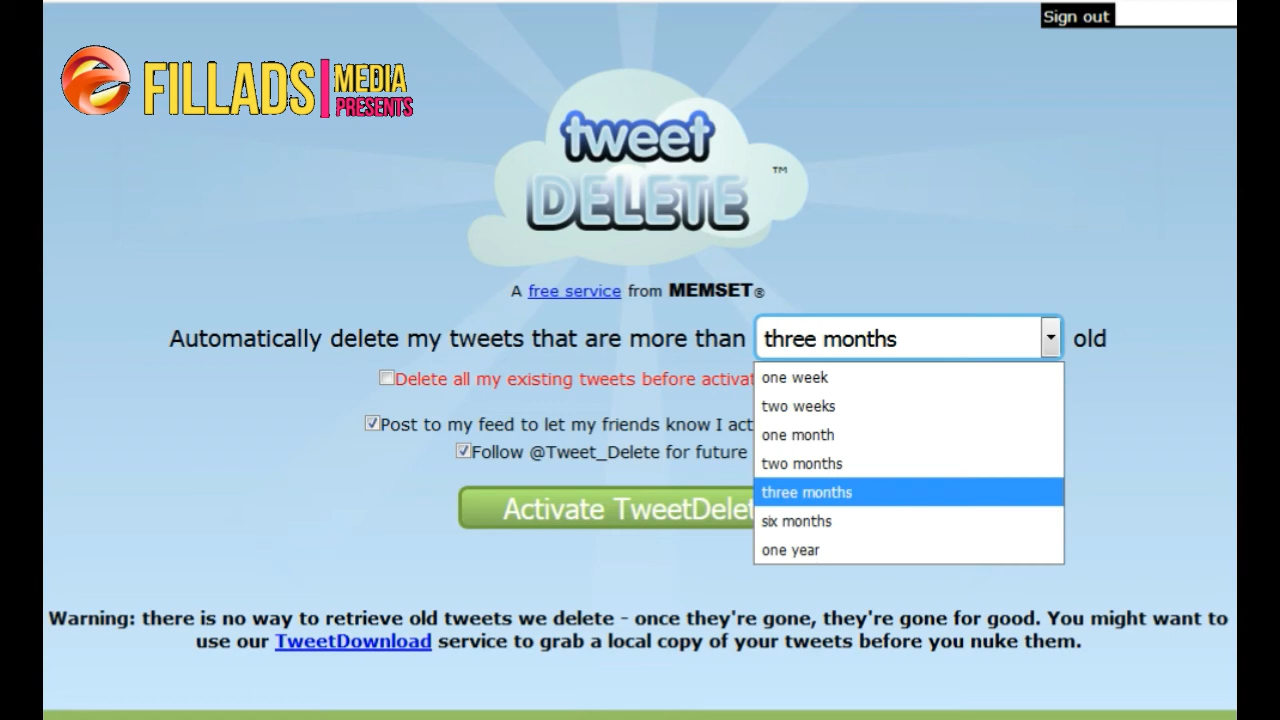 Sign out
FILLADS MEDIA PRESENTS
tweet
DELETE ™
A free service from MEMSET®
Automatically delete my tweets that are more than three months old
Delete all my existing tweets before activat
Post to my feed to let my friends know I act
Follow @Tweet_Delete for future
Activate TweetDelet
one week
two weeks
one month
two months
three months
six months
one year
Warning: there is no way to retrieve old tweets we delete - once they're gone, they're gone for good. You might want to
use our TweetDownload service to grab a local copy of your tweets before you nuke them.